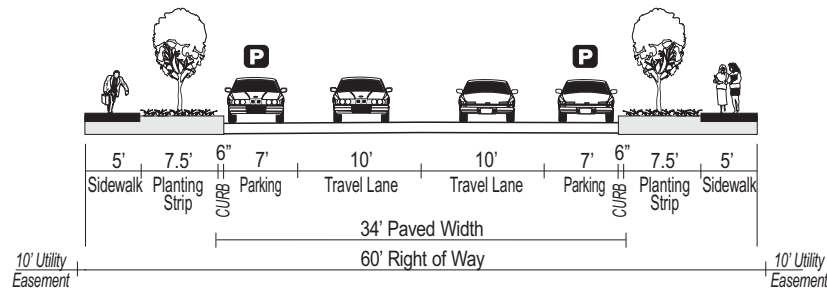 P P
5’ 7.5’ 6” 7’ 10’ 10’ 7’ 6” 7.5’ 5’
Sidewalk Planting Strip CURB Parking Travel Lane Travel Lane Parking CURB Planting Strip Sidewalk
34’ Paved Width
10’ Utility Easement 60’ Right of Way 10’ Utility Easement